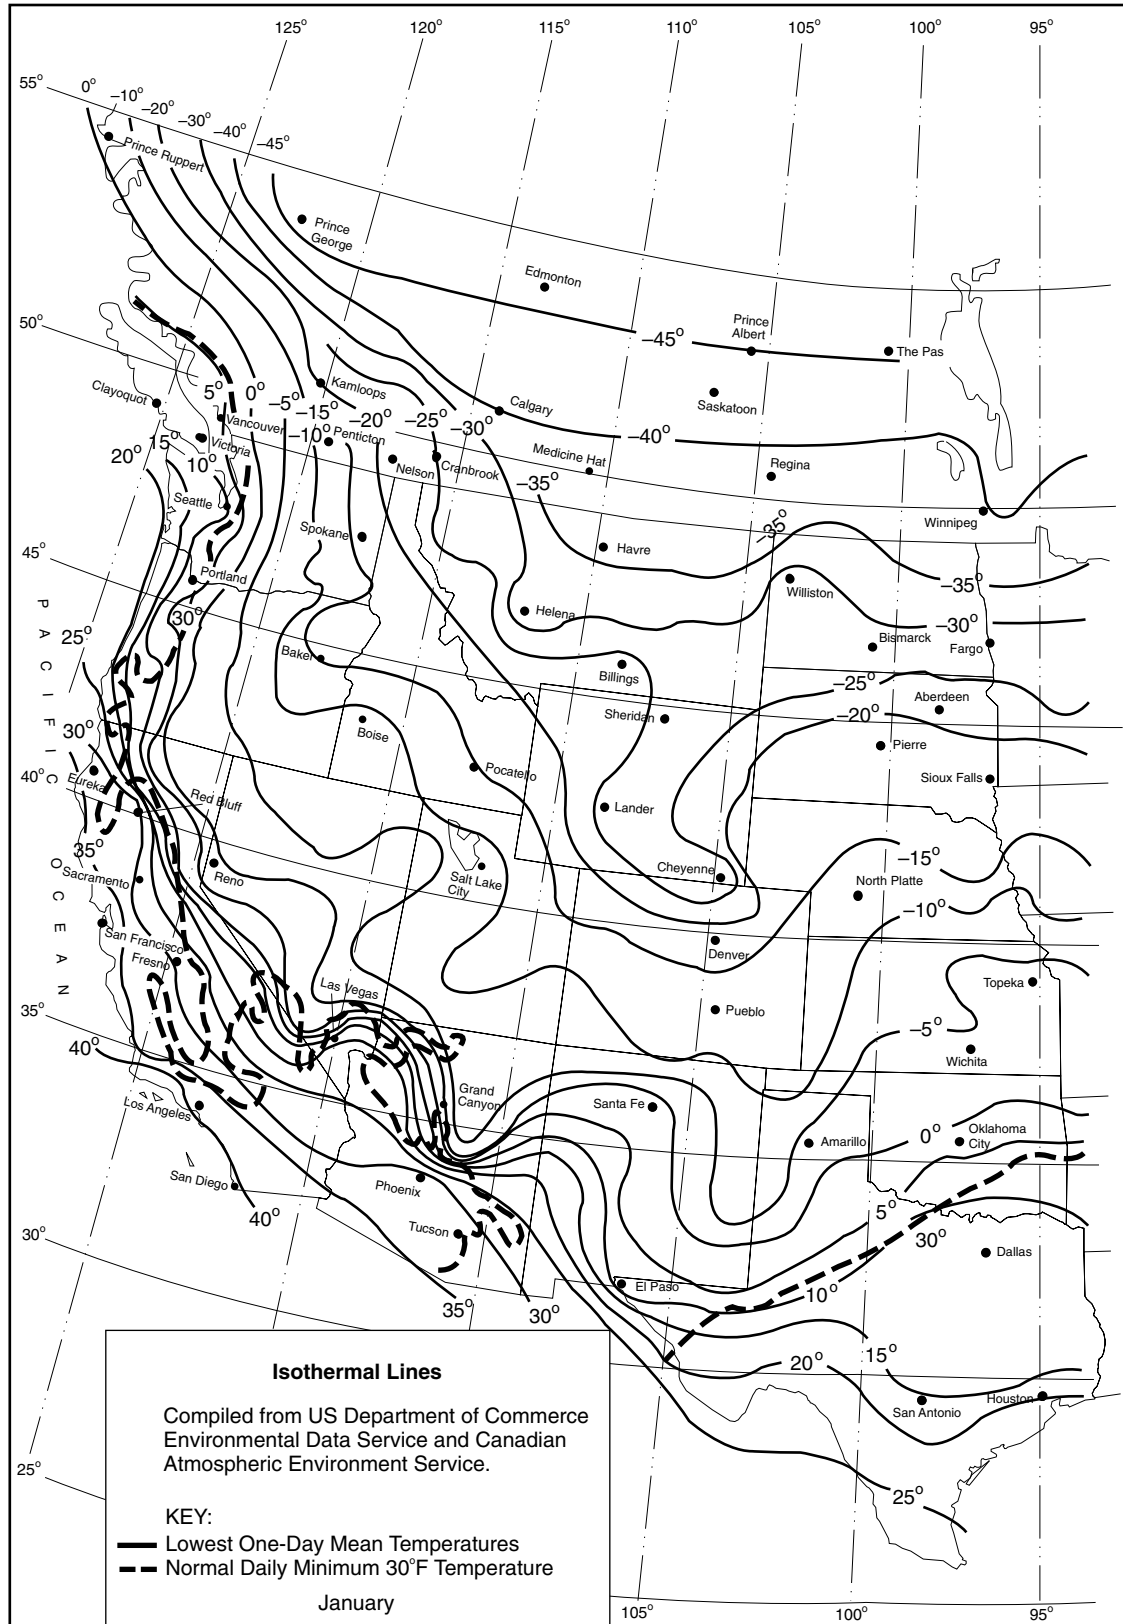 125°
120°
115°
110°
105°
100°
95°
55°
0°
–10°
–20°
–30°
–40°
–45°
Prince Ruppert
Prince
George
Edmonton
Prince
Albert
The Pas
–45°
50°
Saskatoon
Kamloops
Calgary
Clayoquot
5°
0°
–5°
–15°
–10°
–20°
–25°
–30°
–40°
Vancouver
Penticton
Victoria
Nelson
Cranbrook
Medicine Hat
Regina
15°
20°
10°
–35°
Seattle
Winnipeg
Spokane
Havre
–35°
45°
Portland
–35°
Williston
30°
Helena
–30°
PACIFIC OCEAN
25°
Baker
Billings
Bismarck
Fargo
–25°
Aberdeen
Sheridan
–20°
30°
Boise
Pierre
40°
Eureka
Pocatello
Sioux Falls
Red Bluff
Lander
35°
Sacramento
Reno
Salt Lake
City
Cheyenne
–15°
North Platte
–10°
San Francisco
Fresno
Denver
Las Vegas
Topeka
35°
Pueblo
–5°
Wichita
40°
Los Angeles
Grand
Canyon
Santa Fe
Oklahoma
City
0°
Amarillo
San Diego
Phoenix
40°
Tucson
5°
30°
30°
Dallas
El Paso
10°
35°
30°
15°
20°
San Antonio
Houston
25°
25°
Isothermal Lines
Compiled from US Department of Commerce
Environmental Data Service and Canadian
Atmospheric Environment Service.
KEY:
Lowest One-Day Mean Temperatures
Normal Daily Minimum 30°F Temperature
January
105°
100°
95°